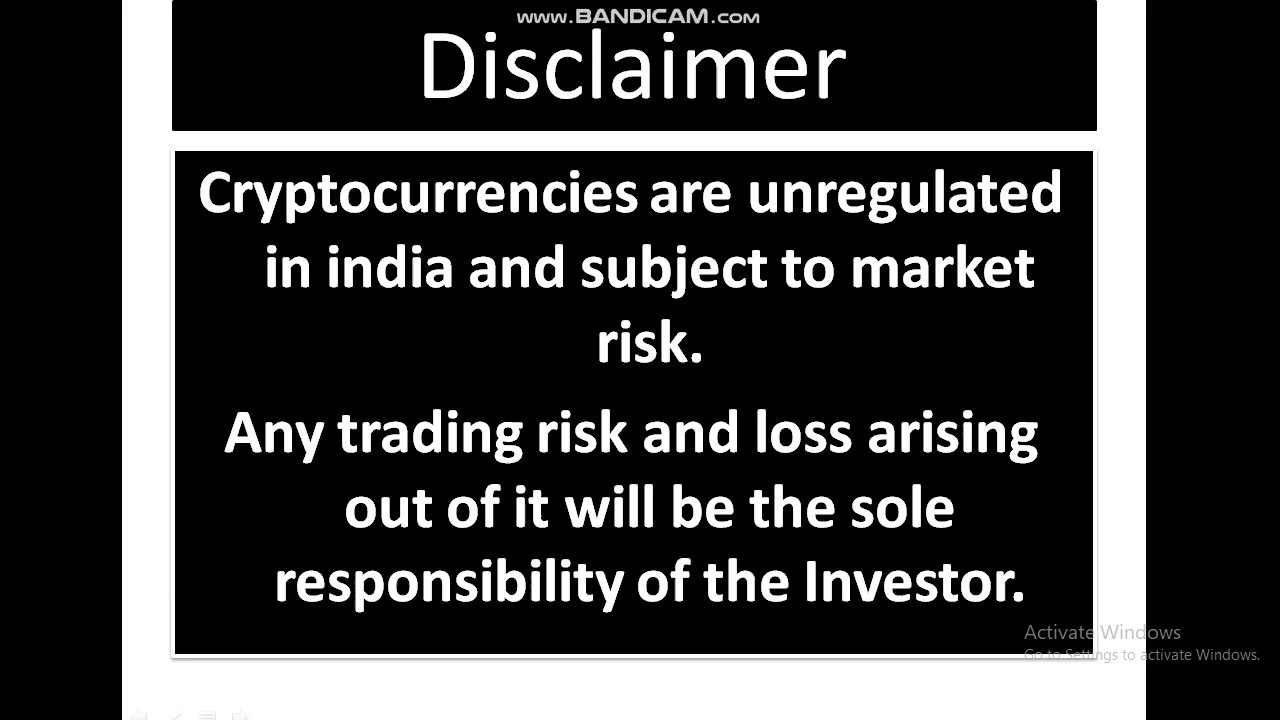 www.BANDICAM.com
Disclaimer
Cryptocurrencies are unregulated
in india and subject to market
risk.
Any trading risk and loss arising
out of it will be the sole
responsibility of the Investor.
Activate Windows
Go to Settings to activate Windows.